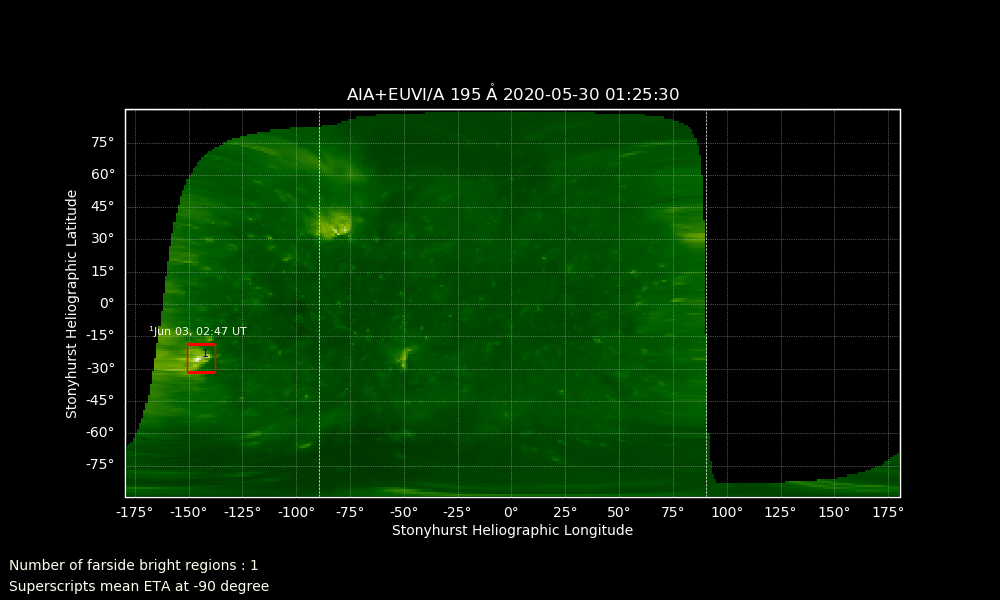 AIA+EUVI/A 195 Å 2020-05-30 01:25:30
75°
60°
45°
30°
15°
0°
-15°
-30°
-45°
-60°
-75°
Stonyhurst Heliographic Latitude
¹Jun 03, 02:47 UT
1
-175° -150° -125° -100° -75° -50° -25° 0° 25° 50° 75° 100° 125° 150° 175°
Stonyhurst Heliographic Longitude
Number of farside bright regions : 1
Superscripts mean ETA at -90 degree